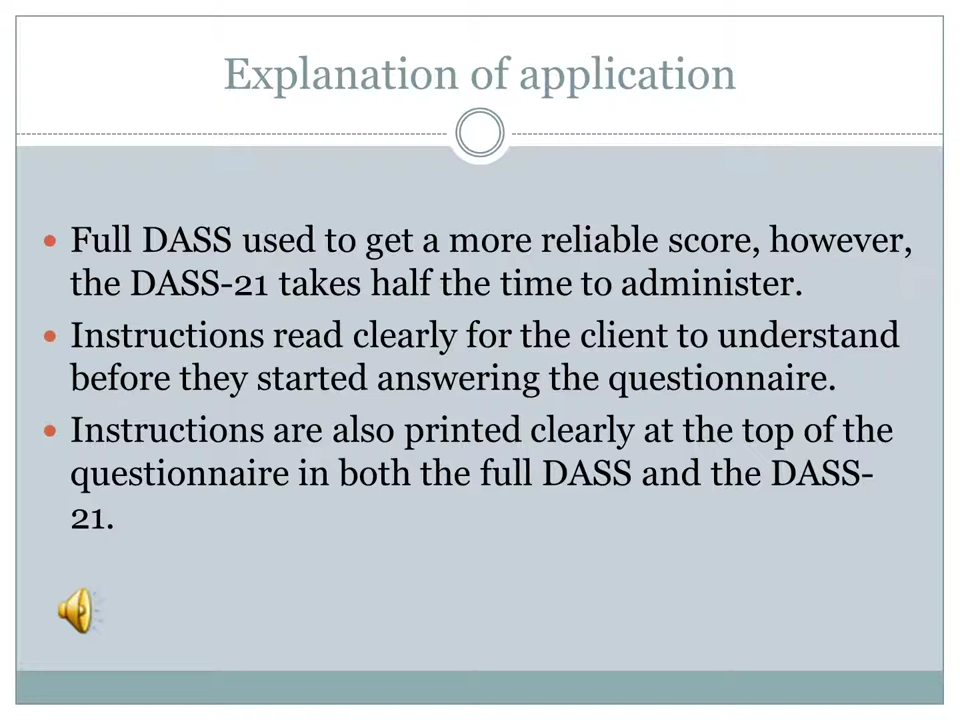 Explanation of application
• Full DASS used to get a more reliable score, however,
the DASS-21 takes half the time to administer.
• Instructions read clearly for the client to understand
before they started answering the questionnaire.
• Instructions are also printed clearly at the top of the
questionnaire in both the full DASS and the DASS-
21.